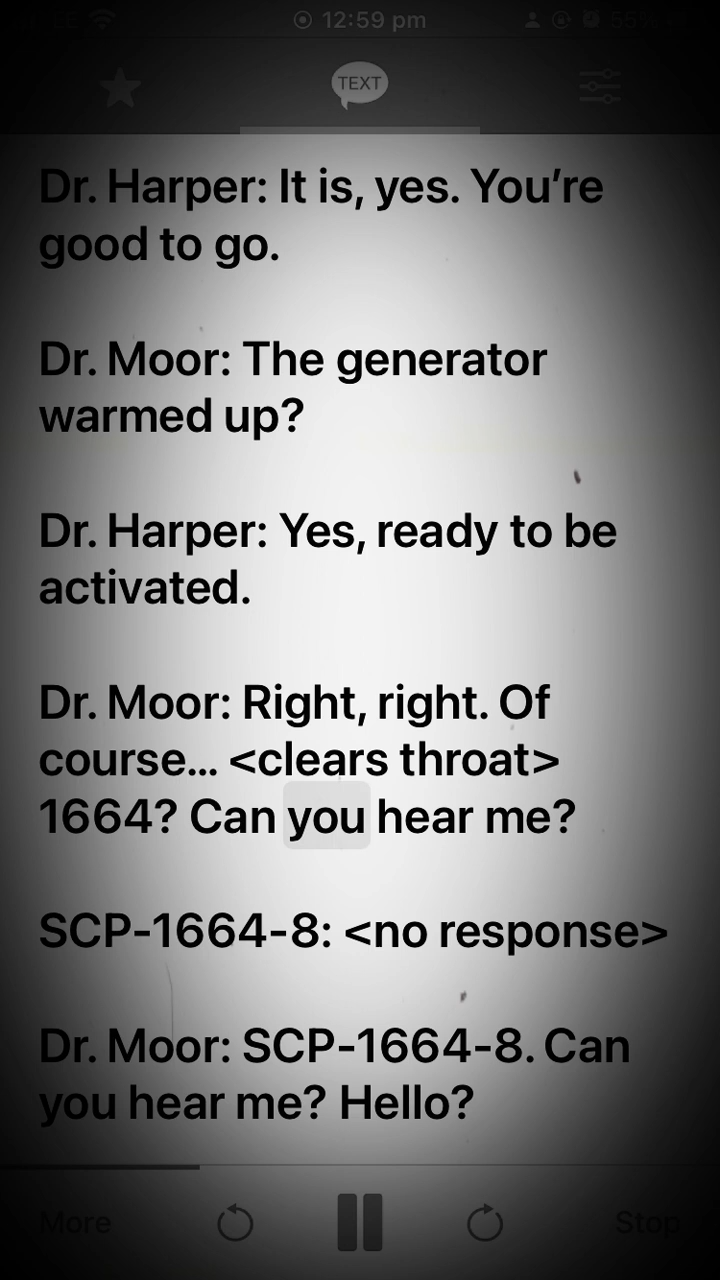 12:59 pm
TEXT
Dr. Harper: It is, yes. You’re
good to go.
Dr. Moor: The generator
warmed up?
Dr. Harper: Yes, ready to be
activated.
Dr. Moor: Right, right. Of
course... <clears throat>
1664? Can you hear me?
SCP-1664-8: <no response>
Dr. Moor: SCP-1664-8. Can
you hear me? Hello?
More
Stop